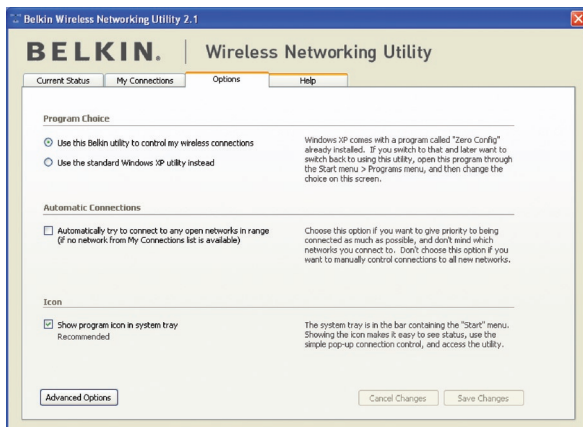 Belkin Wireless Networking Utility 2.1
BELKIN. Wireless Networking Utility
Current Status My Connections Options Help
Program Choice
Use this Belkin utility to control my wireless connections
Use the standard Windows XP utility instead
Windows XP comes with a program called "Zero Config"
already installed. If you switch to that and later want to
switch back to using this utility, open this program through
the Start menu > Programs menu, and then change the
choice on this screen.
Automatic Connections
Automatically try to connect to any open networks in range
(if no network from My Connections list is available)
Choose this option if you want to give priority to being
connected as much as possible, and don't mind which
networks you connect to. Don't choose this option if you
want to manually control connections to all new networks.
Icon
Show program icon in system tray
Recommended
The system tray is in the bar containing the "Start" menu.
Showing the icon makes it easy to see status, use the
simple pop-up connection control, and access the utility.
Advanced Options Cancel Changes Save Changes